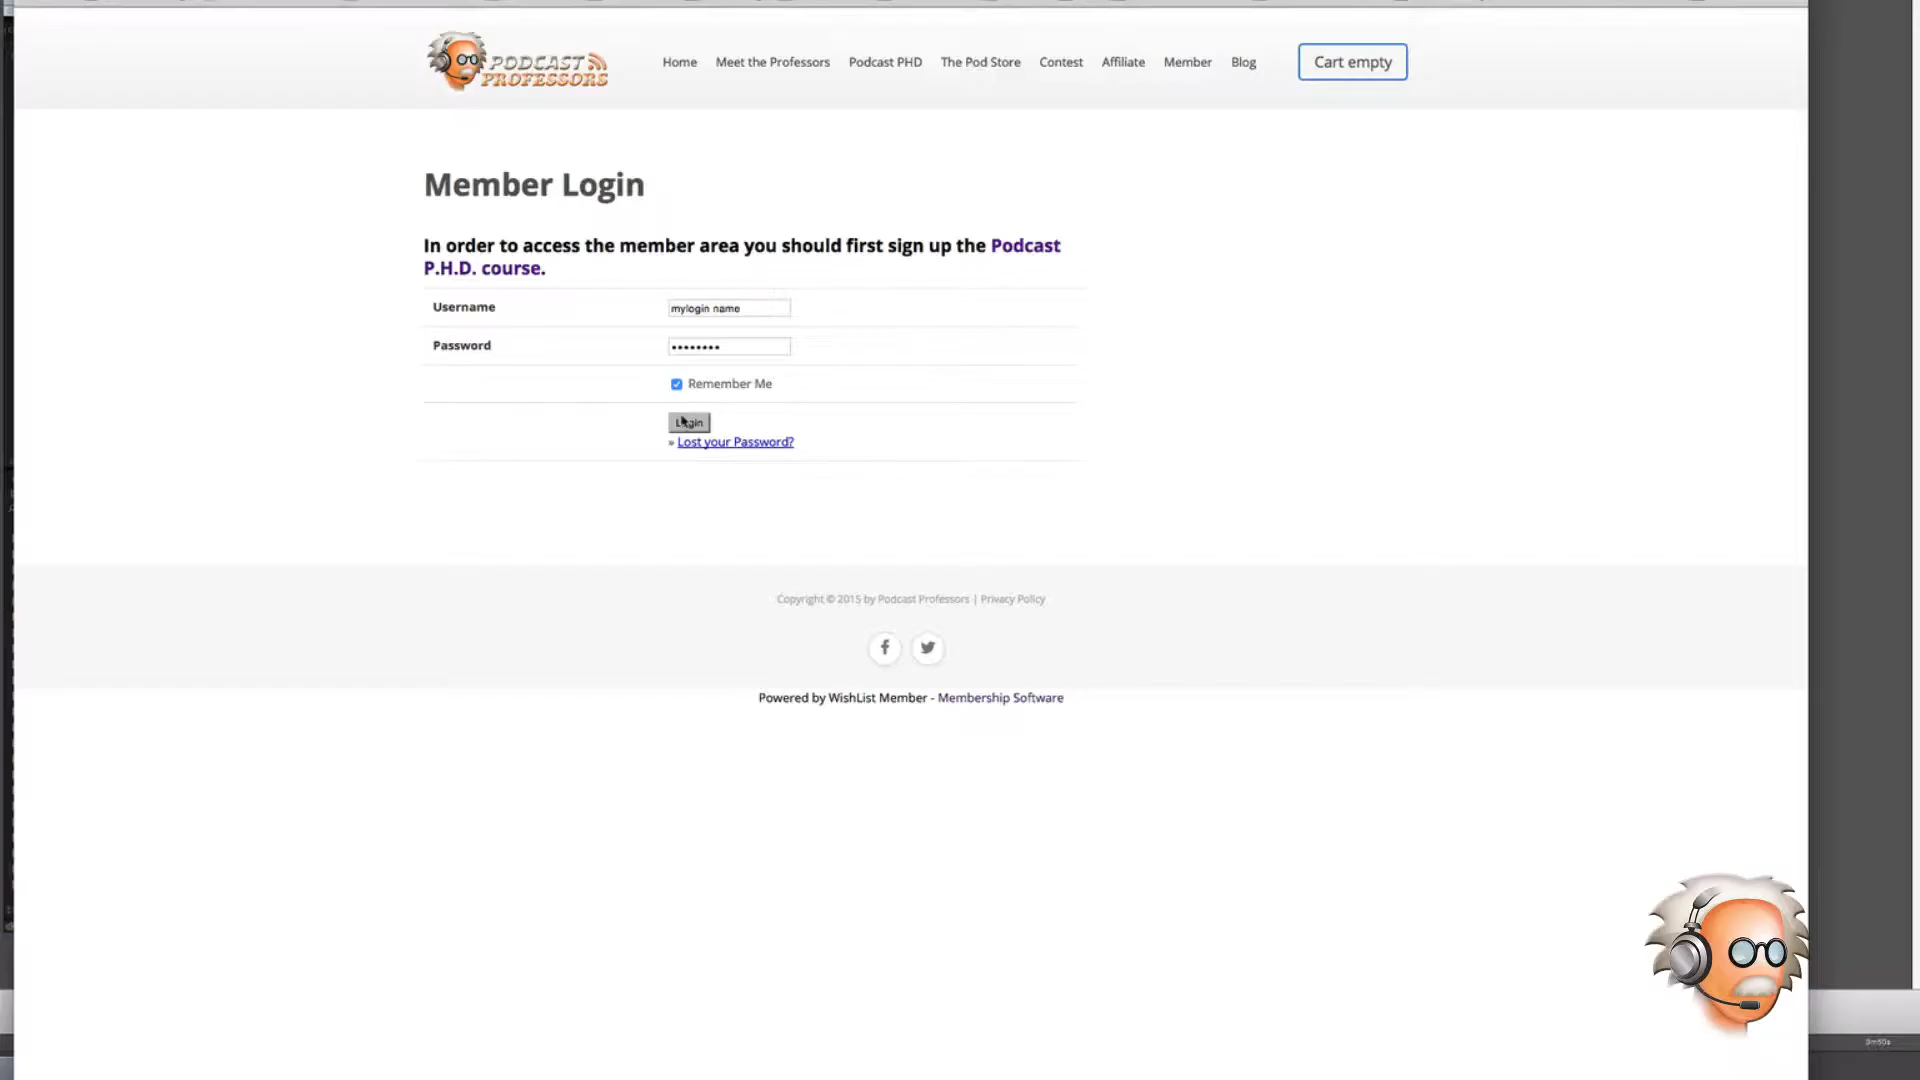 PODCAST
PROFESSORS
Home Meet the Professors Podcast PHD The Pod Store Contest Affiliate Member Blog Cart empty
Member Login
In order to access the member area you should first sign up the Podcast
P.H.D. course.
Username mylogin name
Password ••••••••
Remember Me
Login
» Lost your Password?
Copyright © 2015 by Podcast Professors | Privacy Policy
Powered by WishList Member - Membership Software